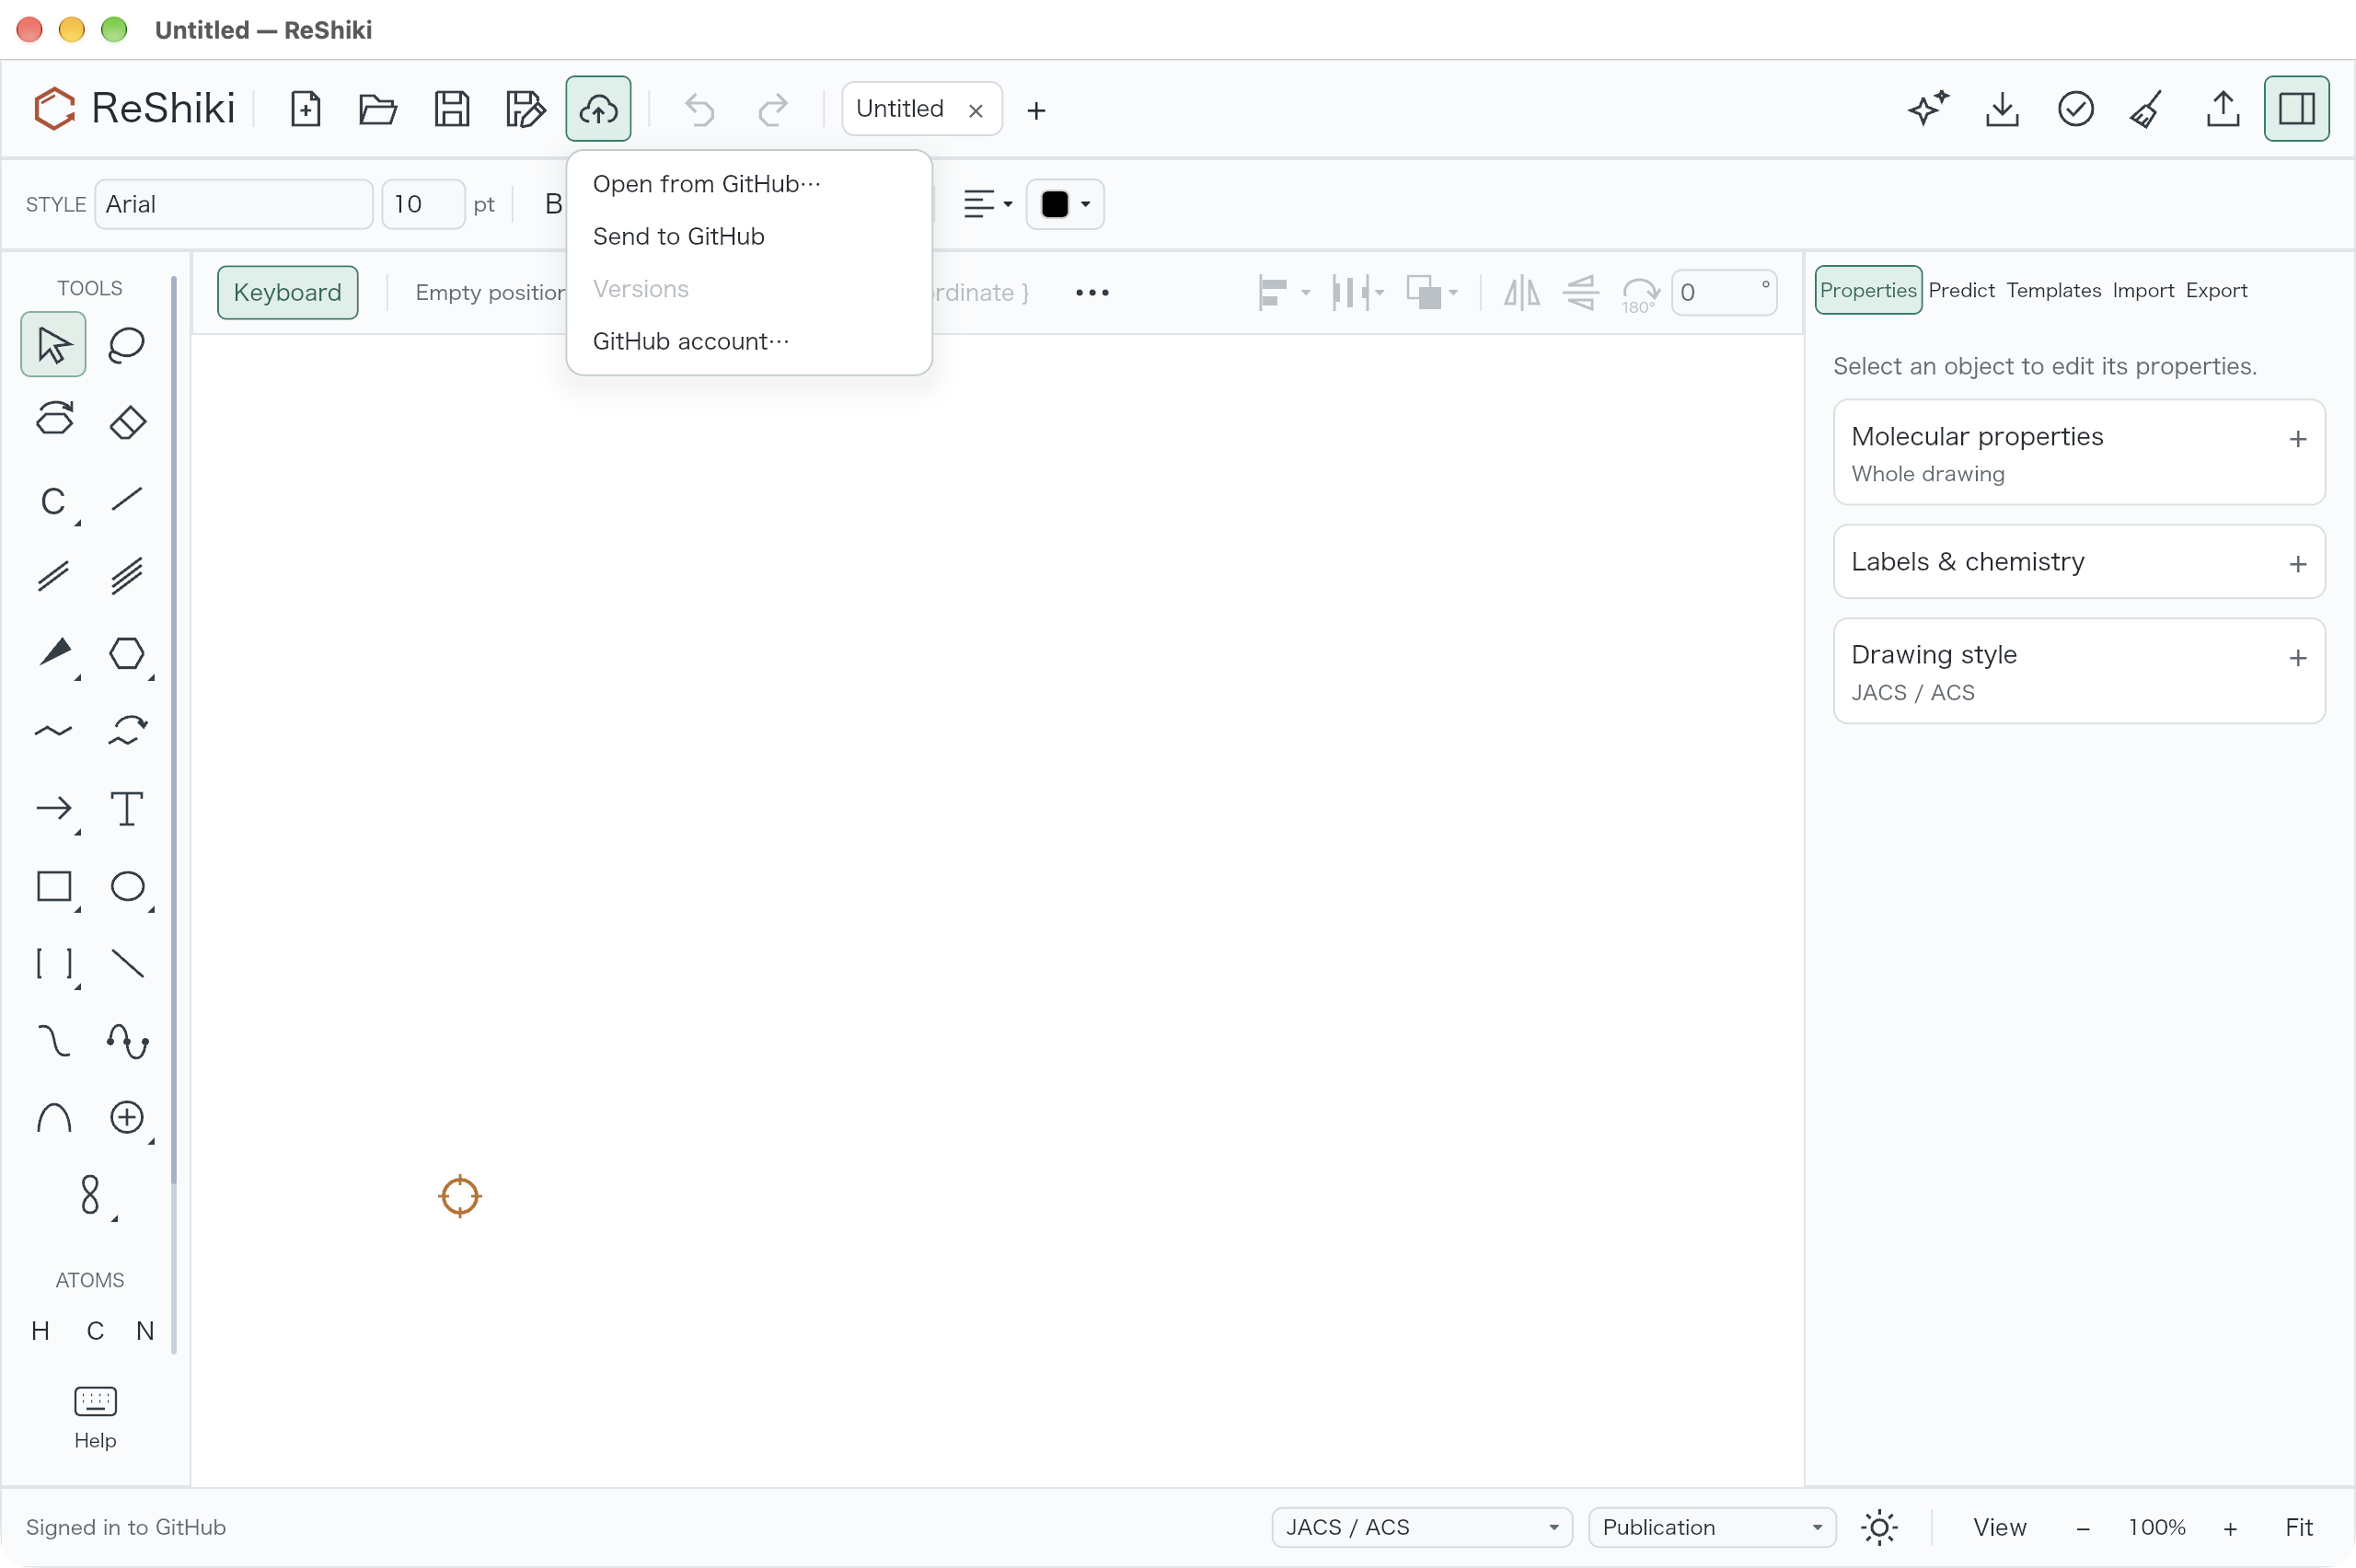 Untitled — ReShiki
ReShiki
Untitled × +
Open from GitHub…
Send to GitHub
Versions
GitHub account…
STYLE Arial 10 pt B
TOOLS
Keyboard Empty position rdinate } ••• 180° 0 °
Properties Predict Templates Import Export
Select an object to edit its properties.
Molecular properties +
Whole drawing
Labels & chemistry +
Drawing style +
JACS / ACS
C
T
[ ]
ATOMS
H C N
Help
Signed in to GitHub JACS / ACS Publication View − 100% + Fit